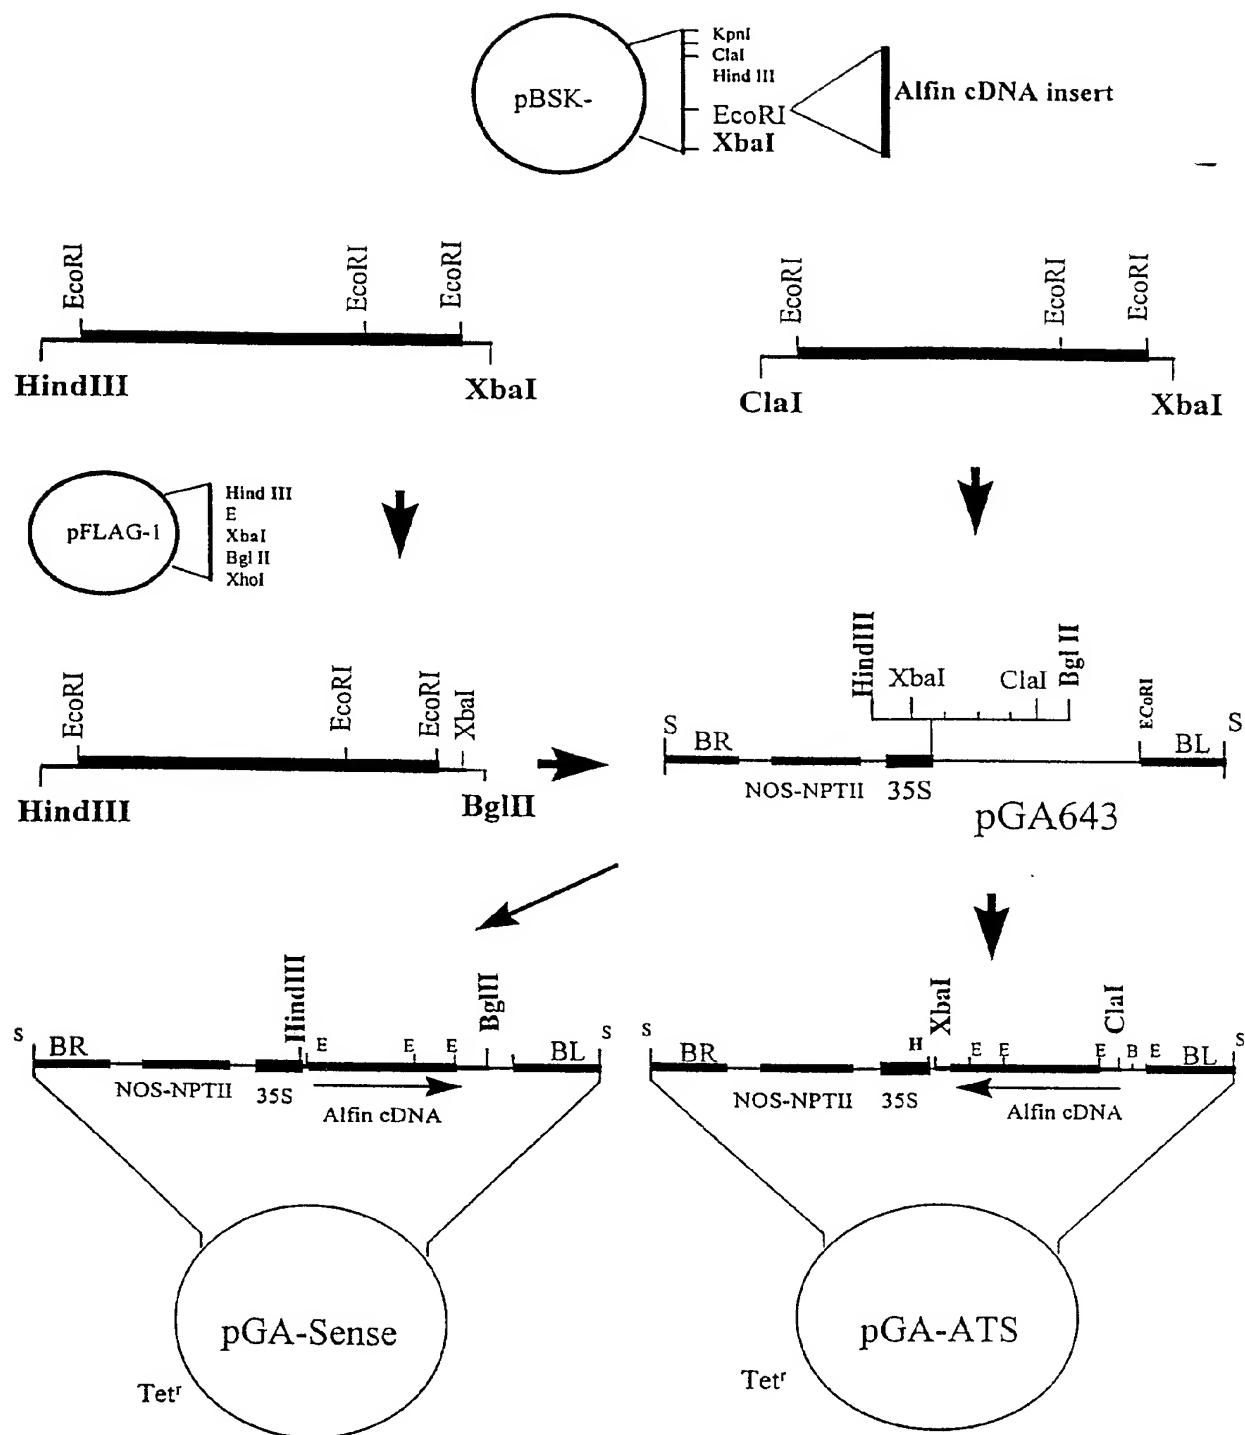 KpnI
ClaI
Hind III
pBSK-
EcoRI
XbaI
Alfin cDNA insert
EcoRI
EcoRI
EcoRI
HindIII
XbaI
EcoRI
EcoRI
EcoRI
ClaI
XbaI
pFLAG-1
Hind III
E
XbaI
Bgl II
XhoI
EcoRI
EcoRI
EcoRI
XbaI
HindIII
BglII
HindIII
XbaI
ClaI
Bgl II
ECoRI
S
BR
BL
S
NOS-NPTII
35S
pGA643
HindIII
BglII
S
BR
E
E
E
BL
S
NOS-NPTII
35S
Alfin cDNA
pGA-Sense
Tetr
XbaI
ClaI
S
BR
H
E
E
E
B
E
BL
S
NOS-NPTII
35S
Alfin cDNA
pGA-ATS
Tetr